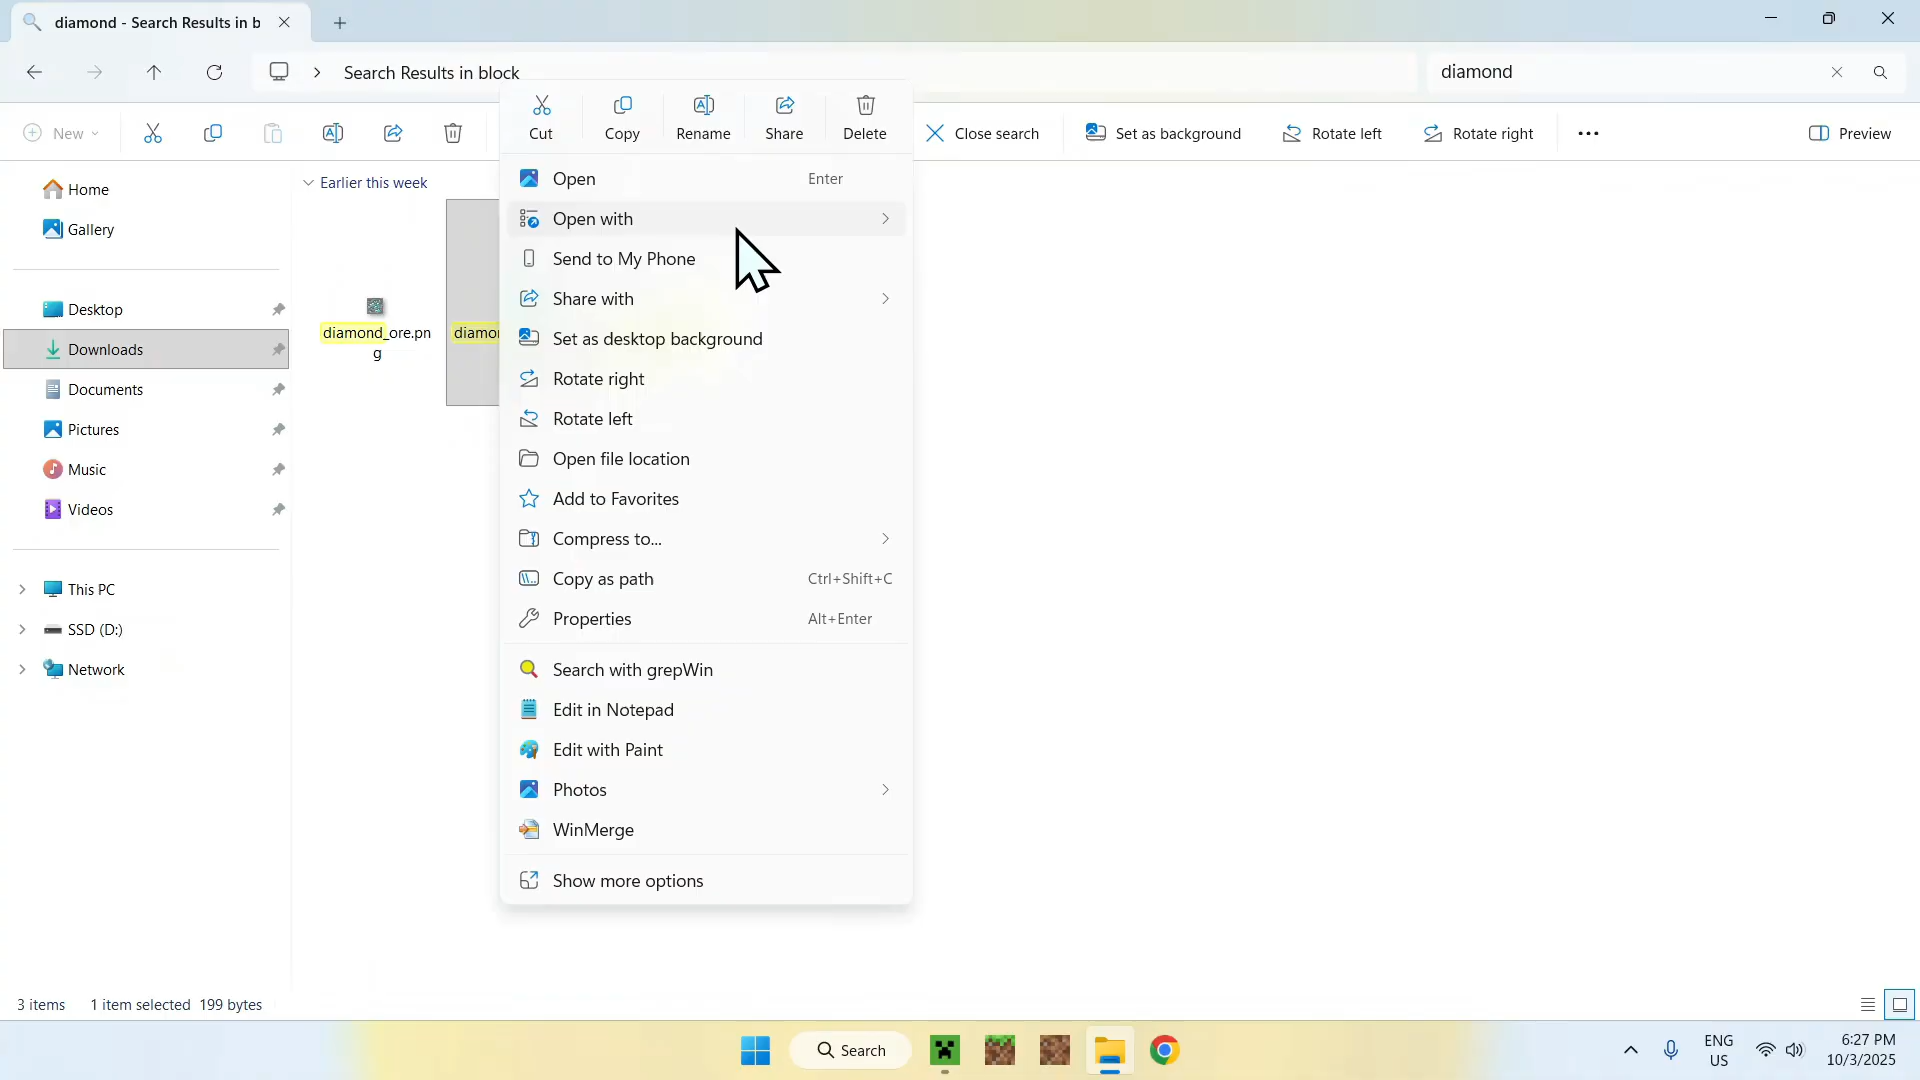 diamond - Search Results in b
Search Results in block
diamond
New
Cut
Copy
Rename
Share
Delete
Close search
Set as background
Rotate left
Rotate right
Preview
Home
Gallery
Desktop
Downloads
Documents
Pictures
Music
Videos
This PC
SSD (D:)
Network
Earlier this week
diamond_ore.pn
g
diamo
Open Enter
Open with
Send to My Phone
Share with
Set as desktop background
Rotate right
Rotate left
Open file location
Add to Favorites
Compress to...
Copy as path Ctrl+Shift+C
Properties Alt+Enter
Search with grepWin
Edit in Notepad
Edit with Paint
Photos
WinMerge
Show more options
3 items 1 item selected 199 bytes
Search
ENG
US
6:27 PM
10/3/2025